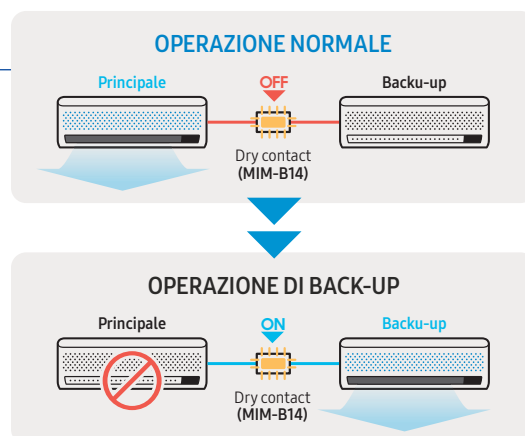 OPERAZIONE NORMALE
Principale
OFF
Backu-up
Dry contact
(MIM-B14)
OPERAZIONE DI BACK-UP
Principale
ON
Backu-up
Dry contact
(MIM-B14)